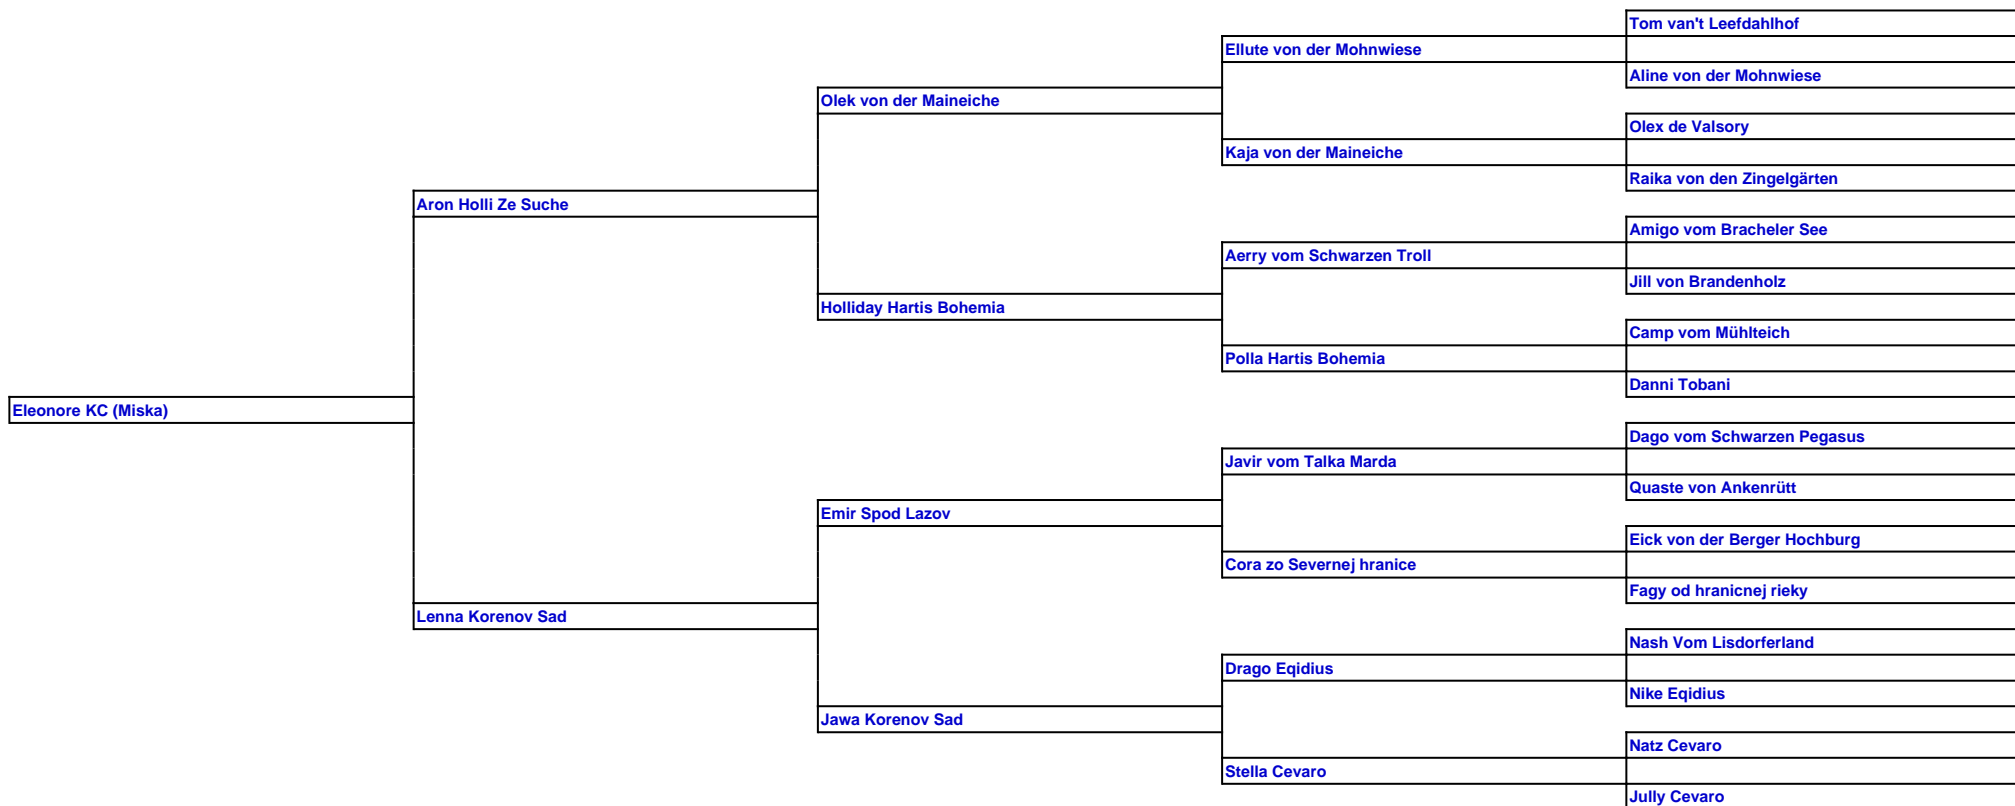 Tom van't Leefdahlhof
Ellute von der Mohnwiese
Aline von der Mohnwiese
Olek von der Maineiche
Olex de Valsory
Kaja von der Maineiche
Raika von den Zingelgärten
Aron Holli Ze Suche
Amigo vom Bracheler See
Aerry vom Schwarzen Troll
Jill von Brandenholz
Holliday Hartis Bohemia
Camp vom Mühlteich
Polla Hartis Bohemia
Danni Tobani
Eleonore KC (Miska)
Dago vom Schwarzen Pegasus
Javir vom Talka Marda
Quaste von Ankenrütt
Emir Spod Lazov
Eick von der Berger Hochburg
Cora zo Severnej hranice
Fagy od hranicnej rieky
Lenna Korenov Sad
Nash Vom Lisdorferland
Drago Eqidius
Nike Eqidius
Jawa Korenov Sad
Natz Cevaro
Stella Cevaro
Jully Cevaro